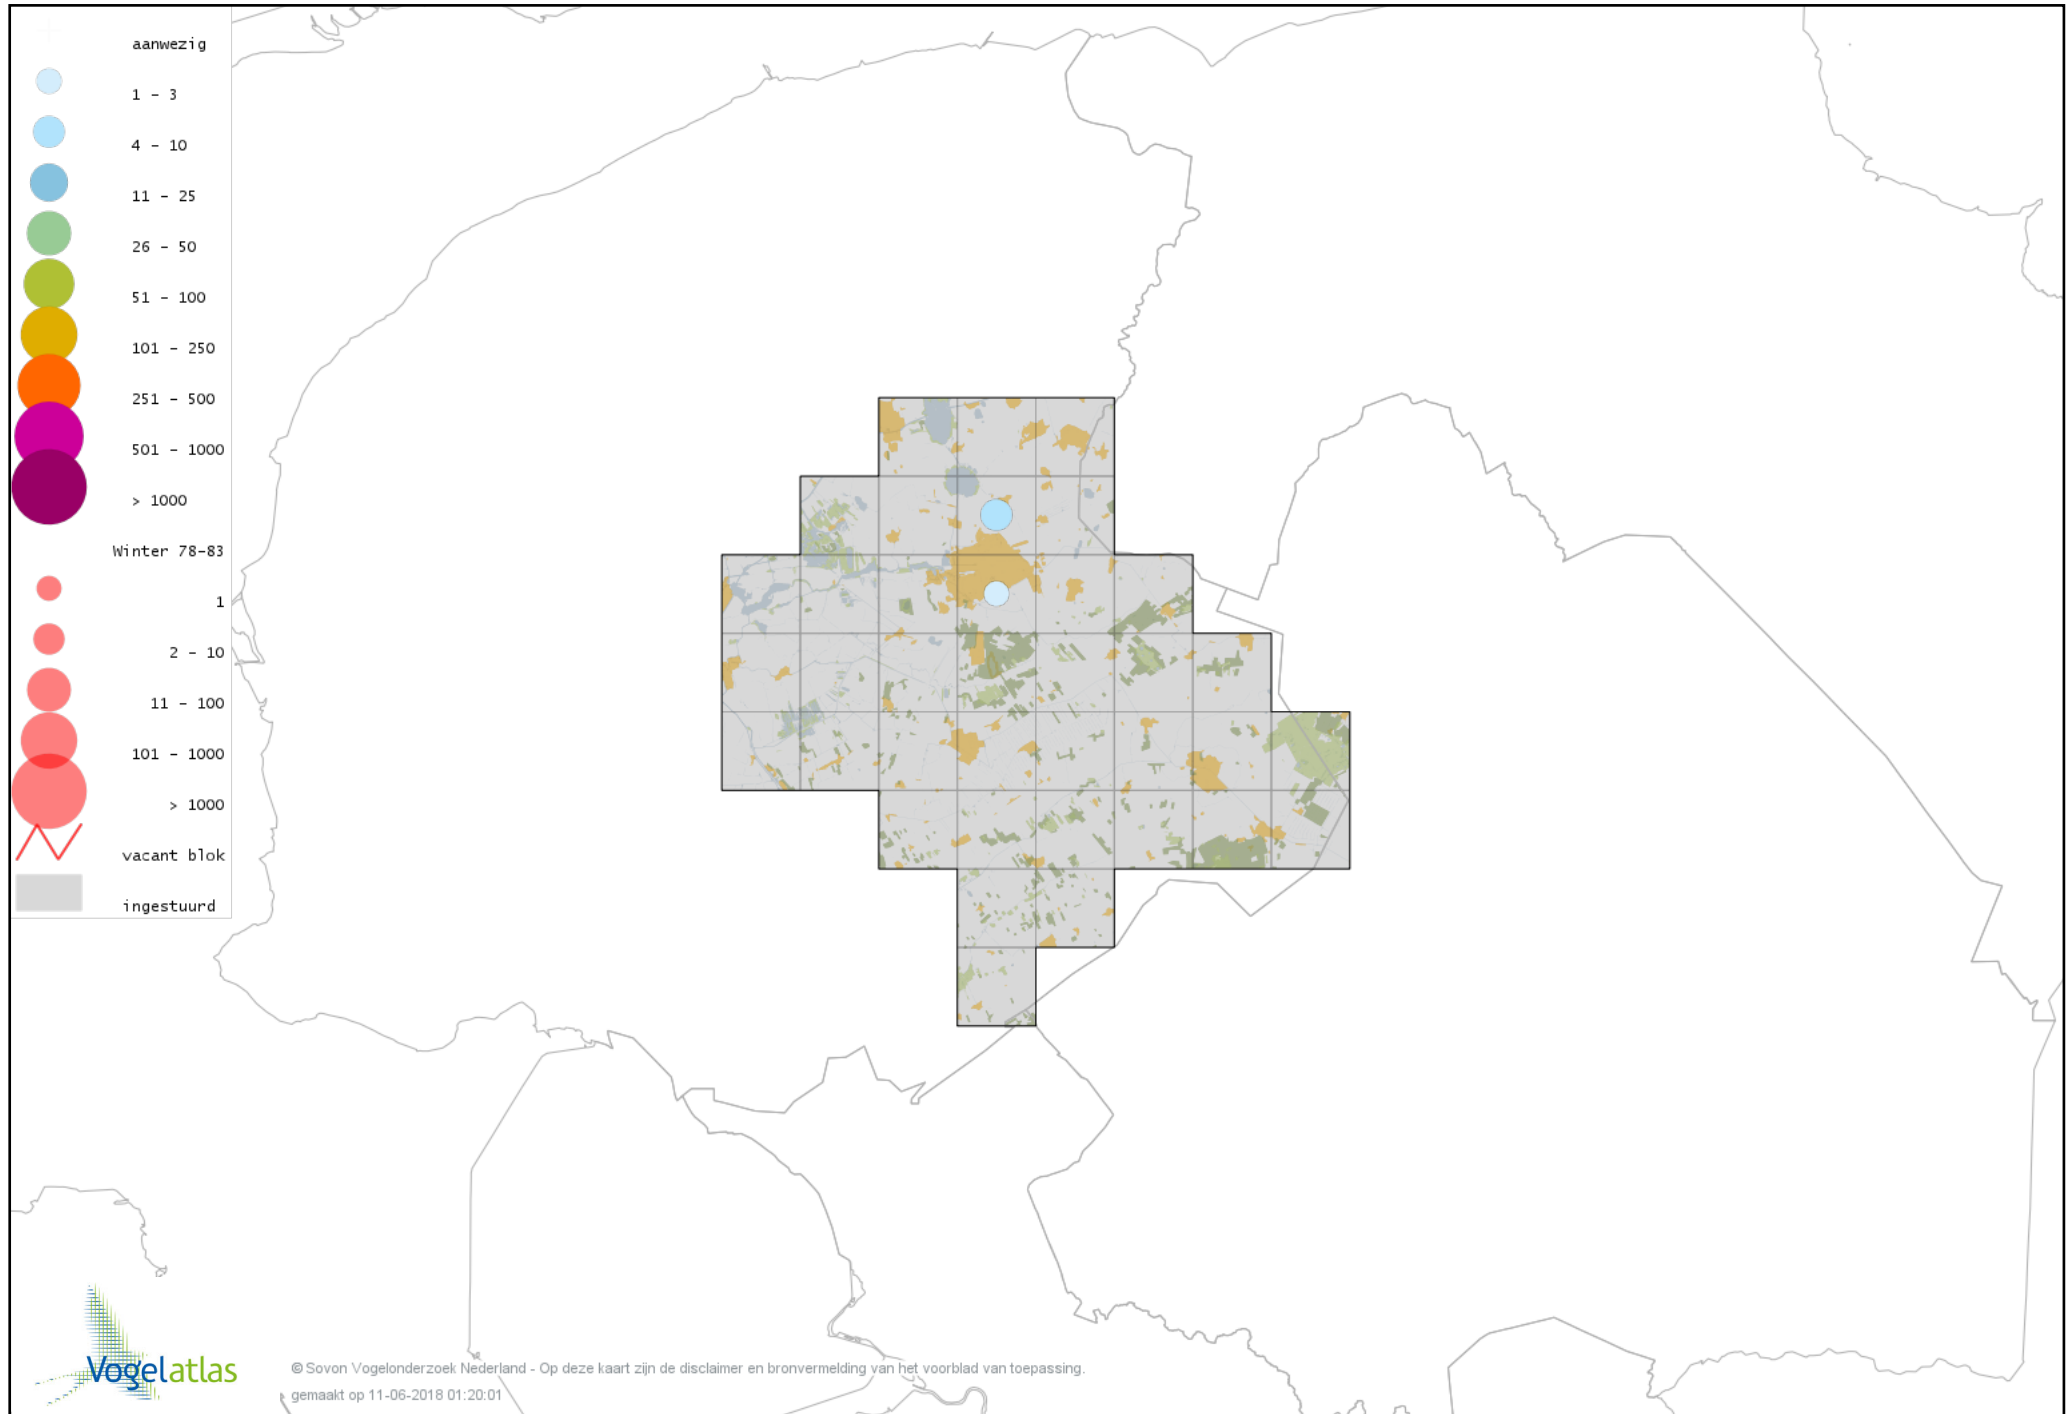 aanwezig
1 - 3
4 - 10
11 - 25
26 - 50
51 - 100
101 - 250
251 - 500
501 - 1000
> 1000
Winter 78-83
1
2 - 10
11 - 100
101 - 1000
> 1000
vacant blok
ingestuurd
Vogelatlas
© Sovon Vogelonderzoek Nederland - Op deze kaart zijn de disclaimer en bronvermelding van het voorblad van toepassing.
gemaakt op 11-06-2018 01:20:01